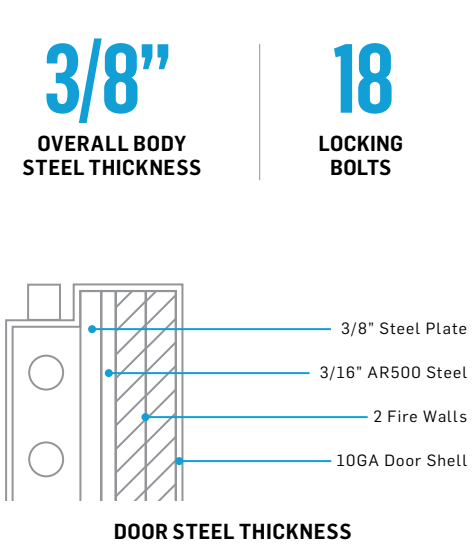 3/8”
OVERALL BODY
STEEL THICKNESS
18
LOCKING
BOLTS
3/8" Steel Plate
3/16" AR500 Steel
2 Fire Walls
10GA Door Shell
DOOR STEEL THICKNESS